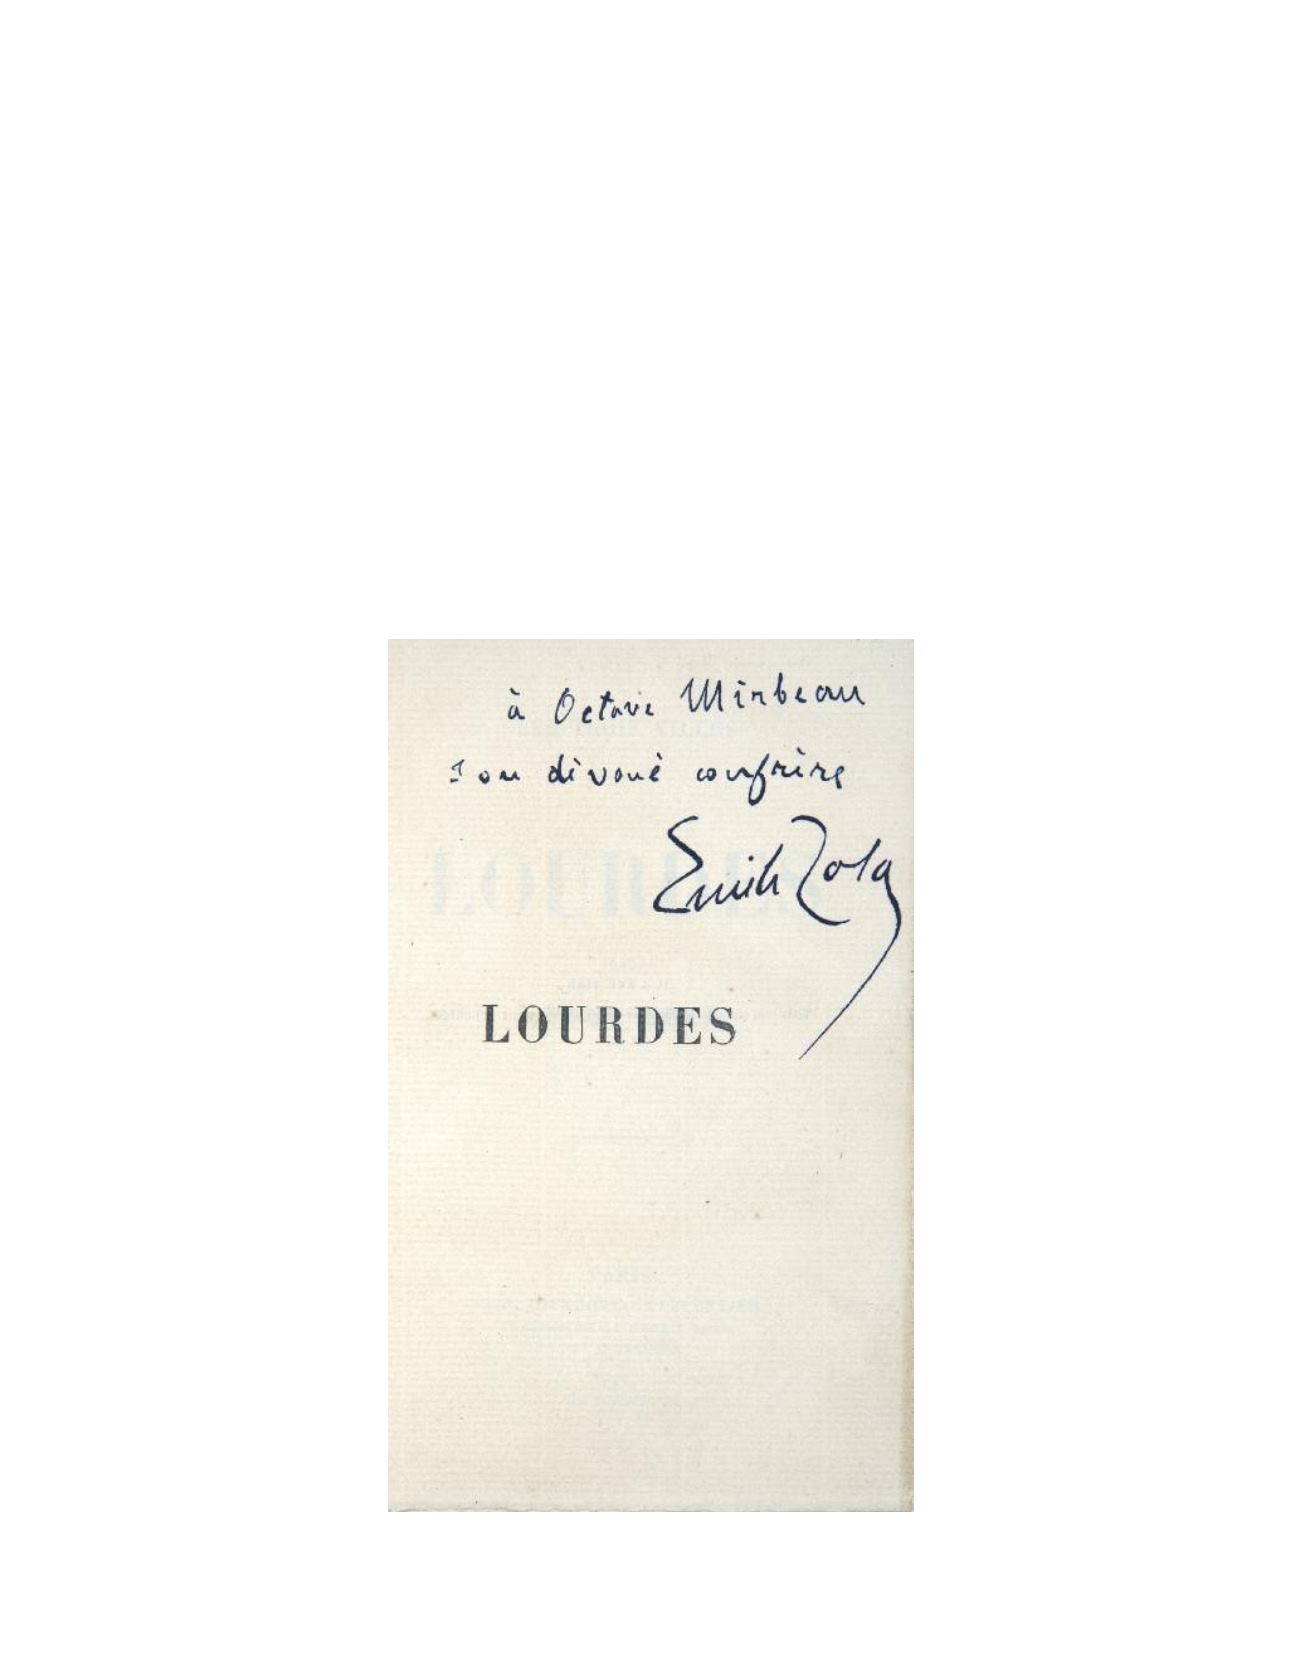 à Octave Mirbeau
son dévoué confrère
Emile Zola
LOURDES